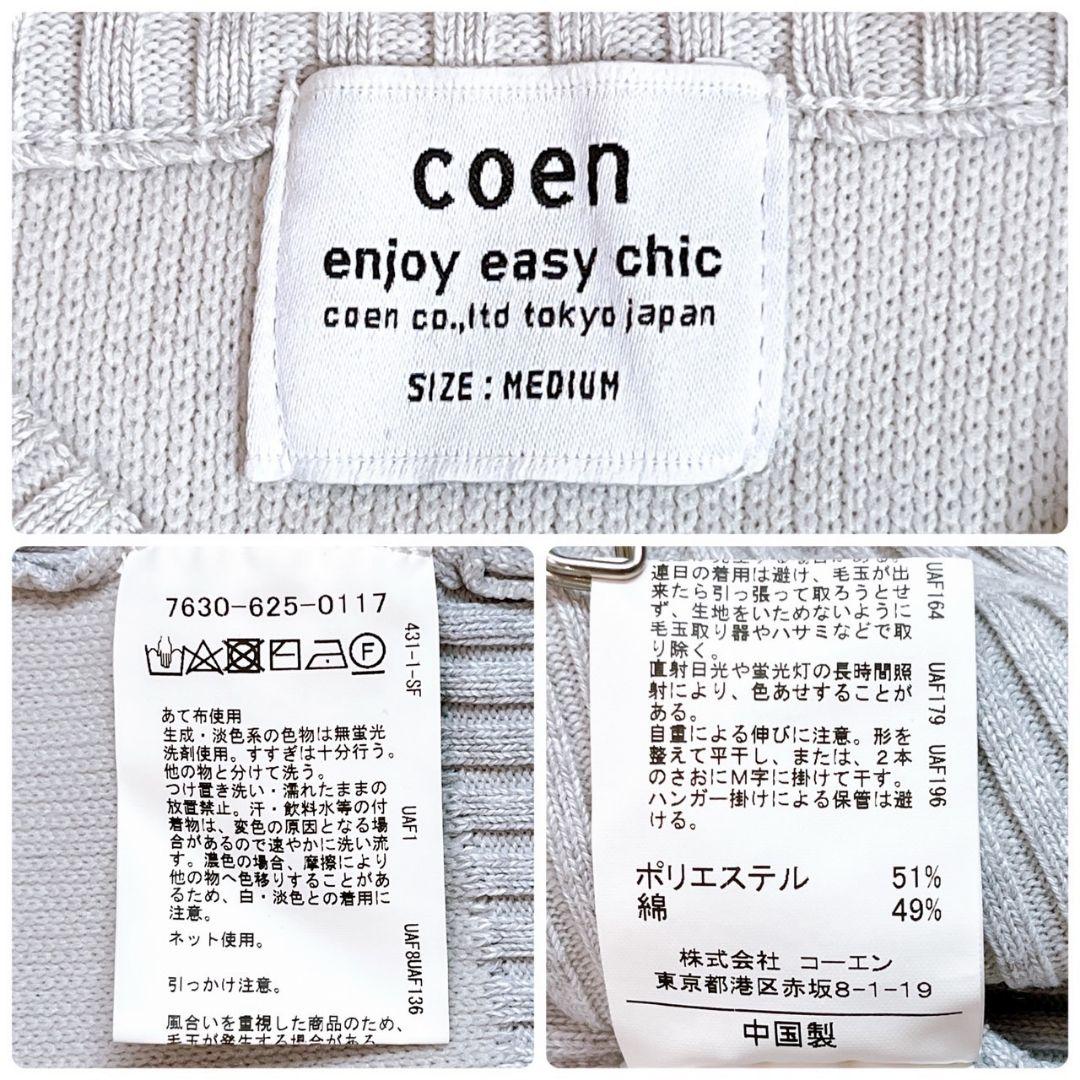 coen
enjoy easy chic
coen co.,ltd tokyo japan
SIZE : MEDIUM
7630-625-0117
F
431-1-SF
あて布使用
生成・淡色系の色物は無蛍光
洗剤使用。すすぎは十分行う。
他の物と分けて洗う。
つけ置き洗い・濡れたままの
放置禁止。汗・飲料水等の付
着物は、変色の原因となる場
合があるので速やかに洗い流
す。濃色の場合、摩擦により
他の物へ色移りすることがあ
るため、白・淡色との着用に
注意。
ネット使用。
引っかけ注意。
風合いを重視した商品のため、
毛玉が発生する場合がある
UAF1
UAF8UAF136
連日の着用は避け、毛玉が出
来たら引っ張って取ろうとせ
ず、生地をいためないように
毛玉取り器やハサミなどで取
り除く。
直射日光や蛍光灯の長時間照
射により、色あせすることが
ある。
自重による伸びに注意。形を
整えて平干し、または、２本
のさおにＭ字に掛けて干す。
ハンガー掛けによる保管は避
ける。
UAF164
UAF179
UAF196
ポリエステル 51%
綿 49%
株式会社 コーエン
東京都港区赤坂8-1-19
中国製